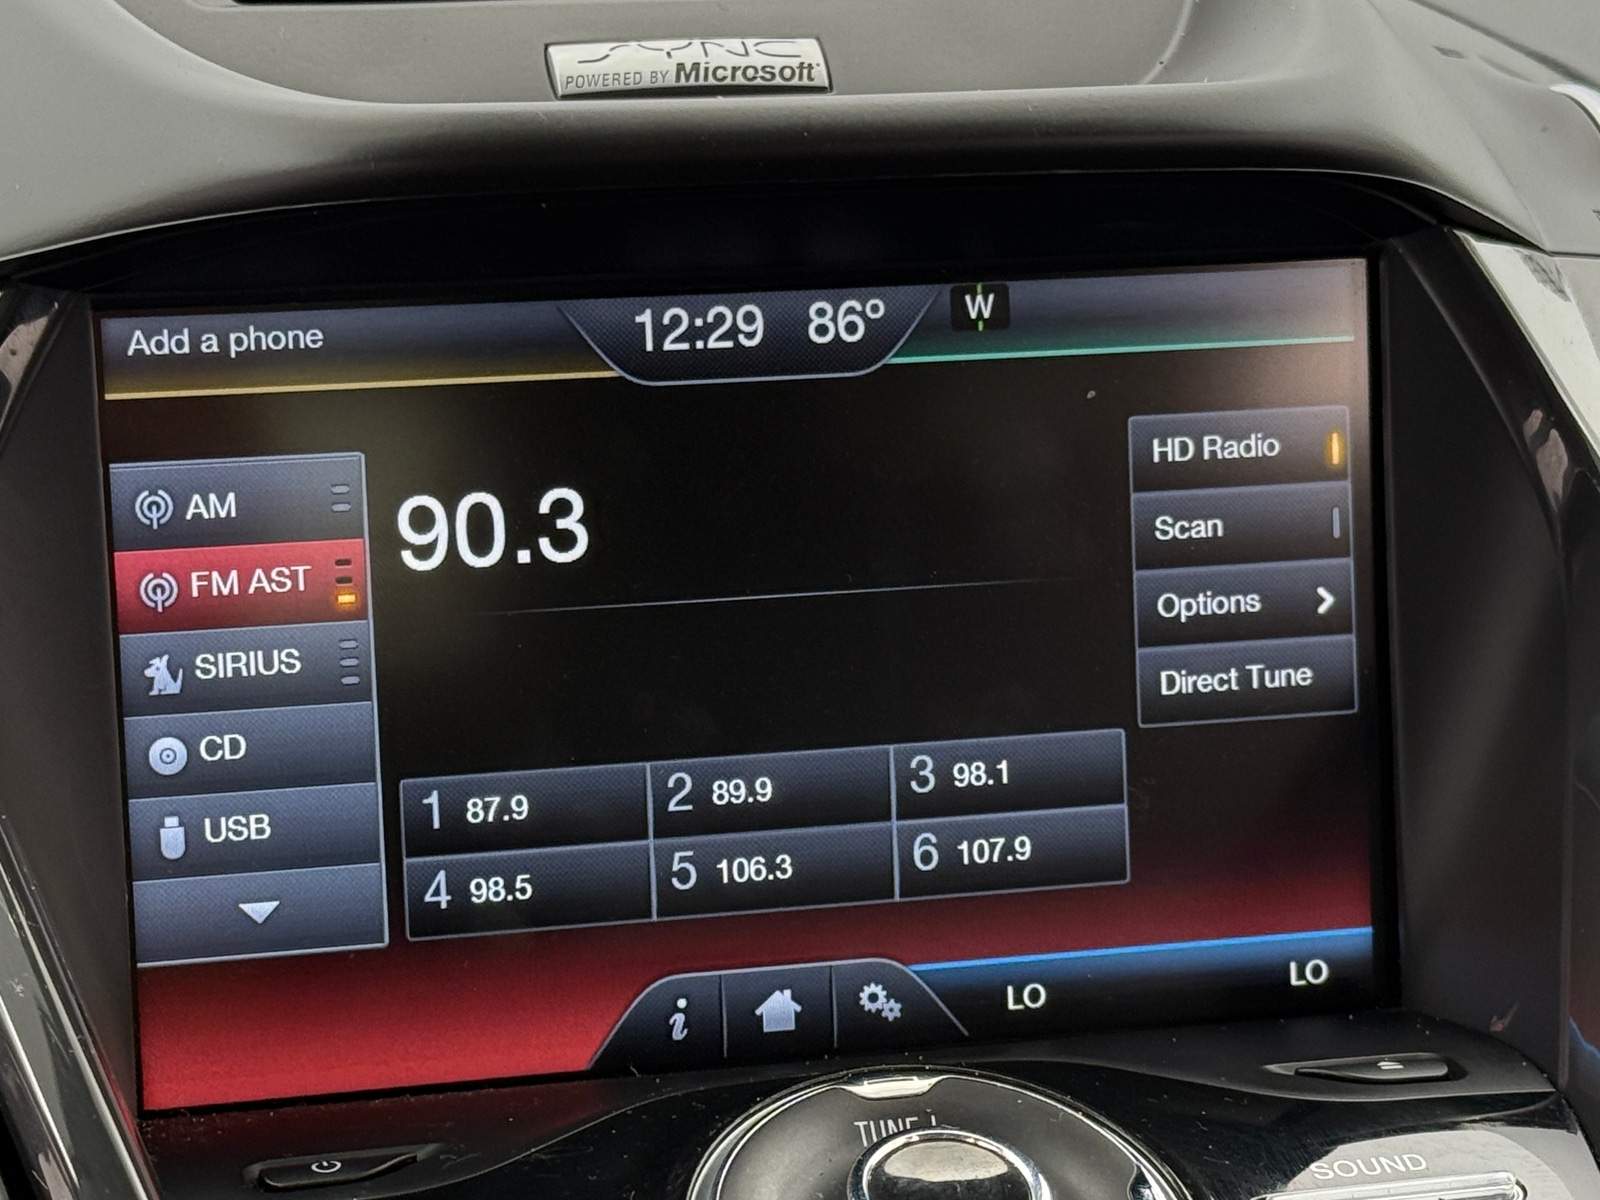 SYNC
POWERED BY Microsoft
Add a phone
12:29 86°
W
AM
FM AST
SIRIUS
CD
USB
90.3
HD Radio
Scan
Options
Direct Tune
1 87.9
2 89.9
3 98.1
4 98.5
5 106.3
6 107.9
i
LO
LO
TUNE
SOUND